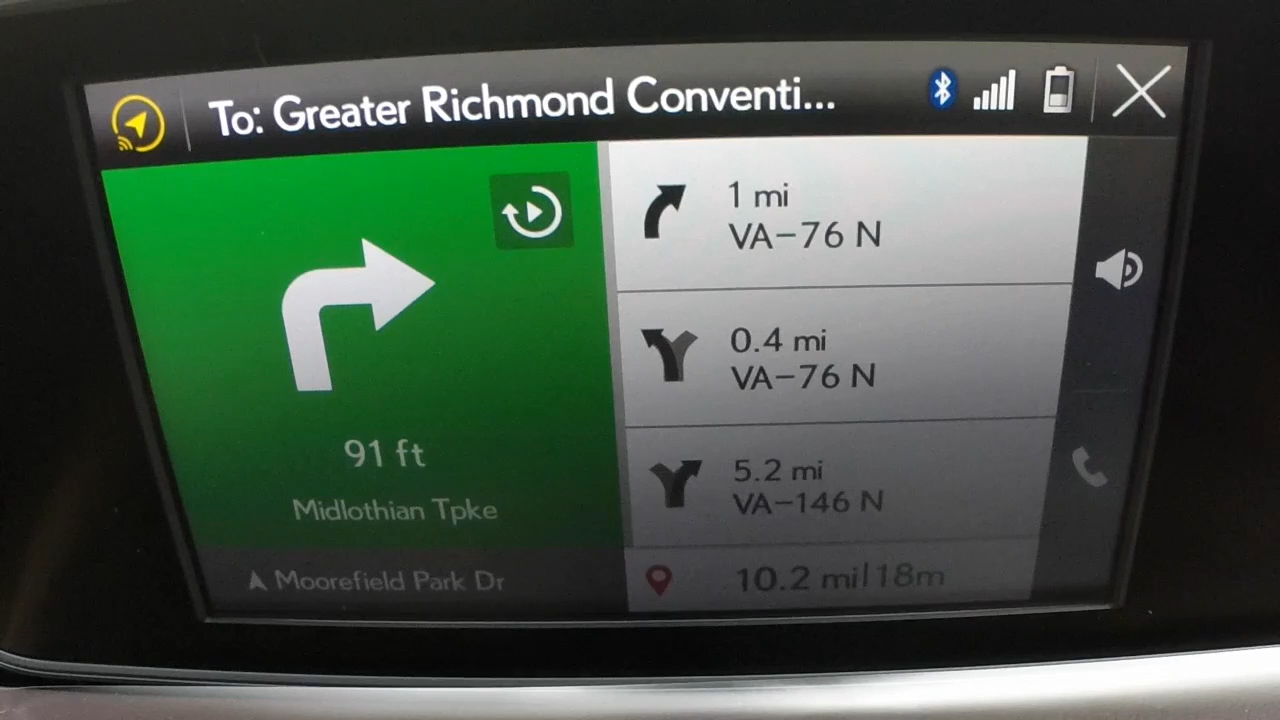 To: Greater Richmond Conventi...
91 ft
Midlothian Tpke
Moorefield Park Dr
1 mi
VA-76 N
0.4 mi
VA-76 N
5.2 mi
VA-146 N
10.2 mi|18m